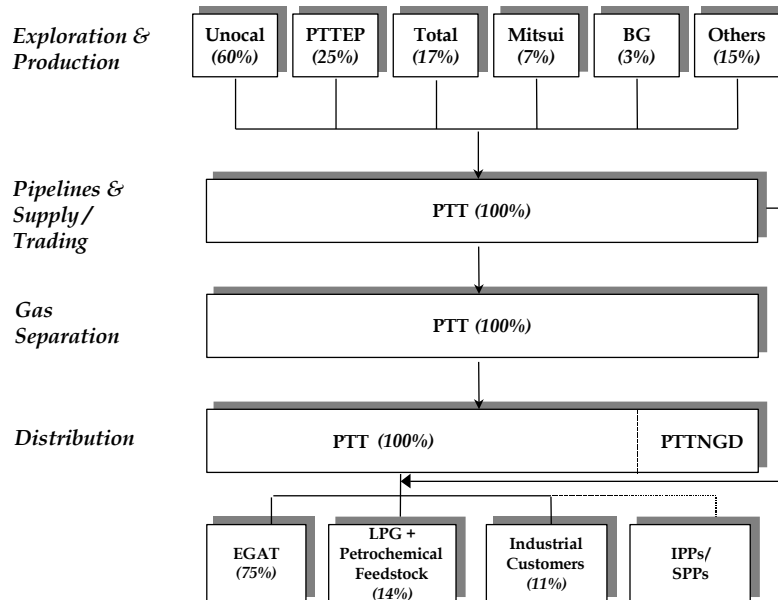 Exploration &
Production
Unocal
(60%)
PTTEP
(25%)
Total
(17%)
Mitsui
(7%)
BG
(3%)
Others
(15%)
Pipelines &
Supply/
Trading
PTT (100%)
Gas
Separation
PTT (100%)
Distribution
PTT (100%)
PTTNGD
EGAT
(75%)
LPG +
Petrochemical
Feedstock
(14%)
Industrial
Customers
(11%)
IPPs/
SPPs